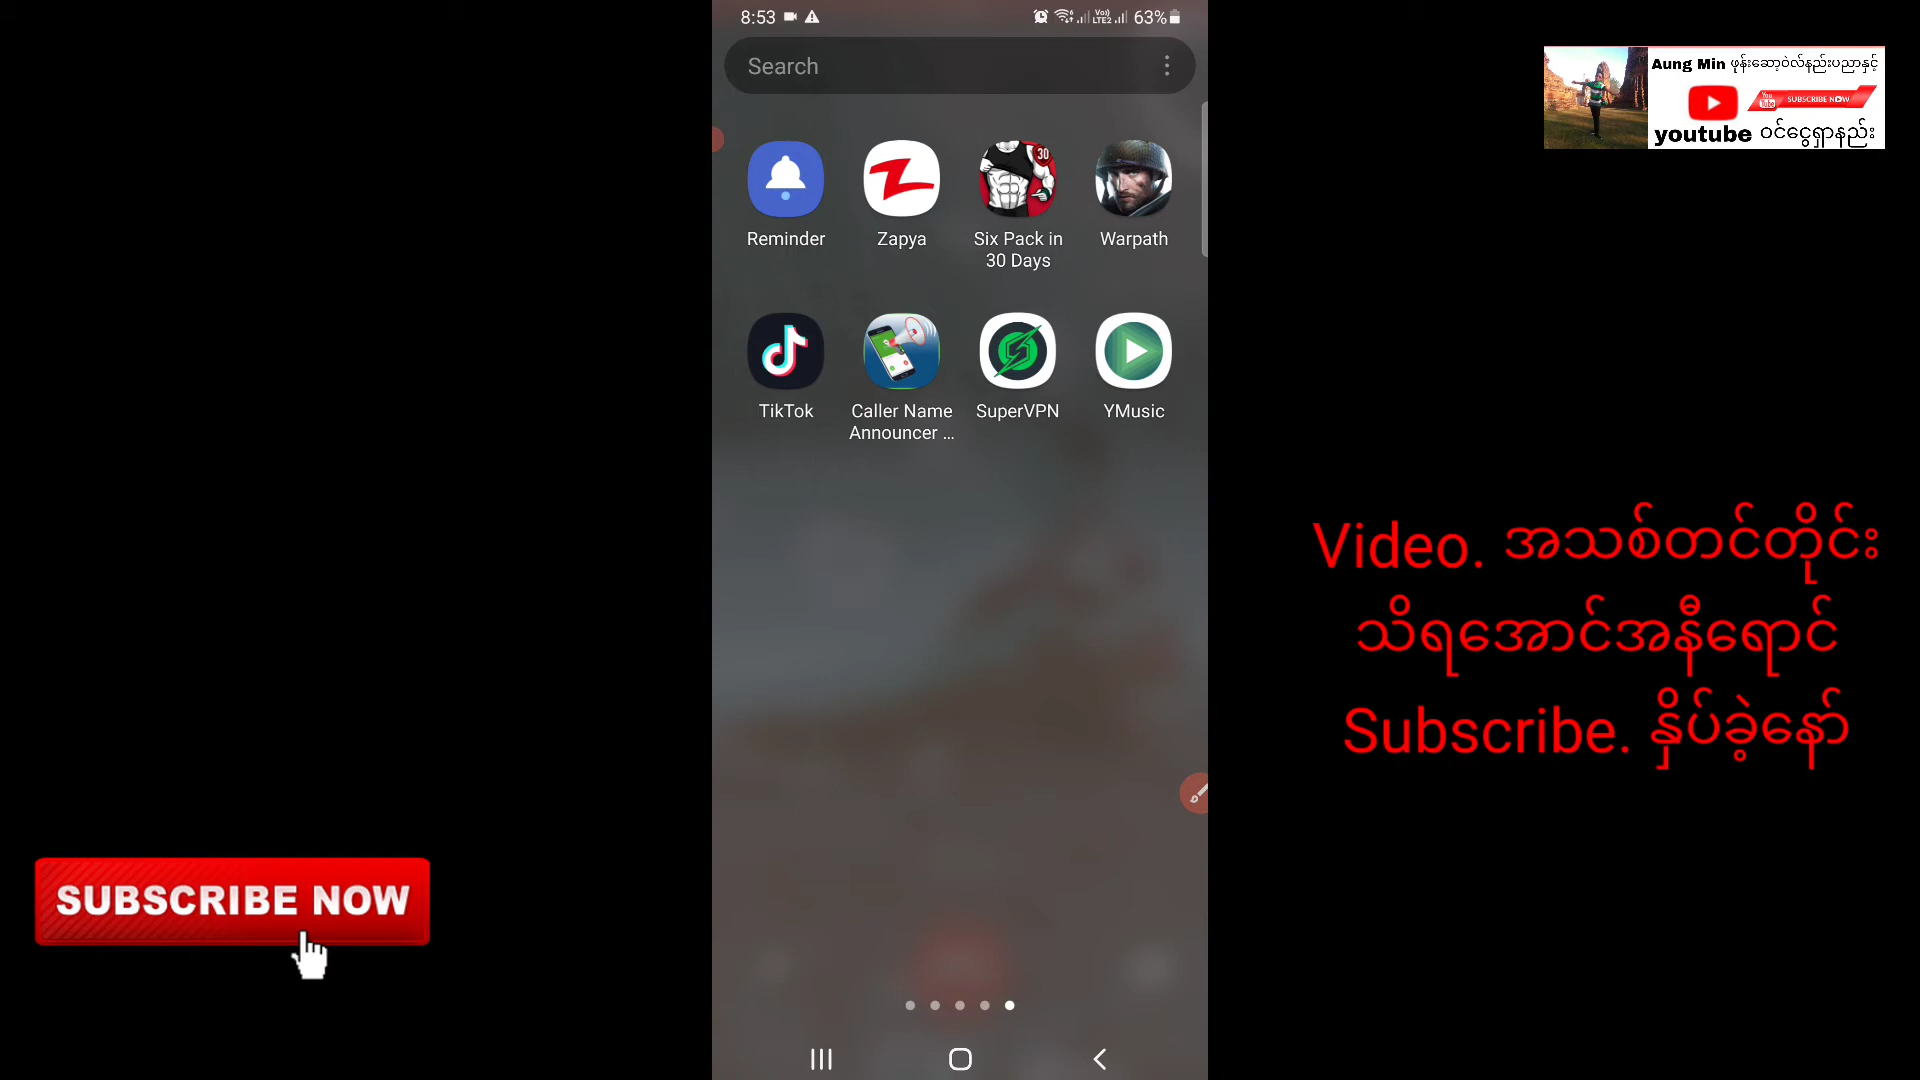 8:53
63%
Search
Reminder
Zapya
30
Six Pack in
30 Days
Warpath
TikTok
Caller Name
Announcer ...
SuperVPN
YMusic
Aung Min ဖုန်းဆော့ဝဲလ်နည်းပညာနှင့်
You
Tube
SUBSCRIBE NOW
youtube ဝင်ငွေရှာနည်း
Video. အသစ်တင်တိုင်း
သိရအောင်အနီရောင်
Subscribe. နှိပ်ခဲ့နော်
SUBSCRIBE NOW